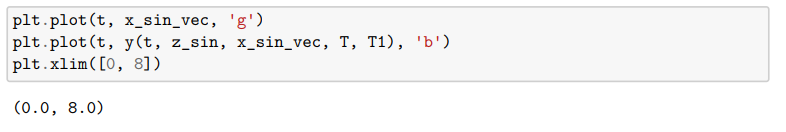 plt.plot(t, x_sin_vec, 'g')
plt.plot(t, y(t, z_sin, x_sin_vec, T, T1), 'b')
plt.xlim([0, 8])
(0.0, 8.0)